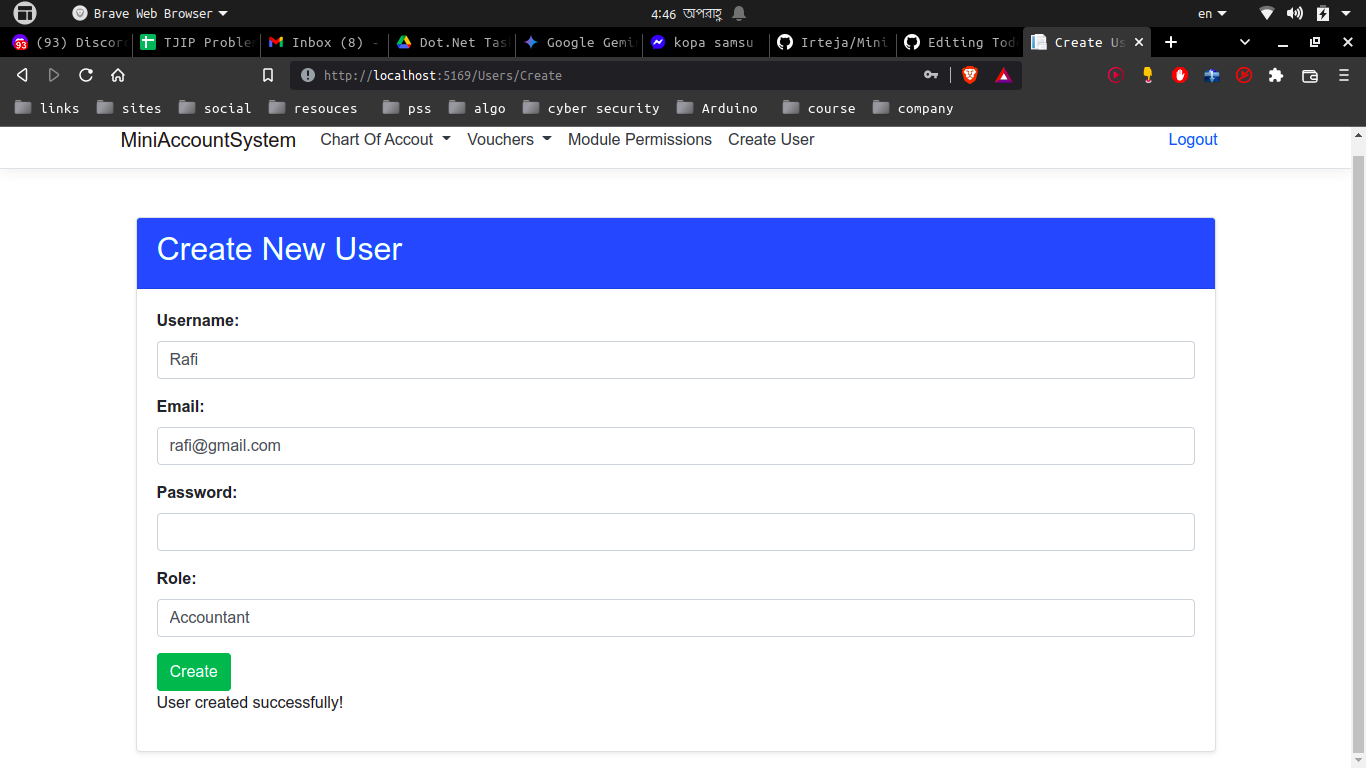 Brave Web Browser
4:46 অপরাহ্ণ
en
(93) Discor
TJIP Proble
Inbox (8) -
Dot.Net Tas
Google Gemi
kopa samsu
Irteja/Mini
Editing Tod
Create Us
93
http://localhost:5169/Users/Create
links
sites
social
resouces
pss
algo
cyber security
Arduino
course
company
MiniAccountSystem
Chart Of Accout
Vouchers
Module Permissions
Create User
Logout
Create New User
Username:
Rafi
Email:
rafi@gmail.com
Password:
Role:
Accountant
Create
User created successfully!